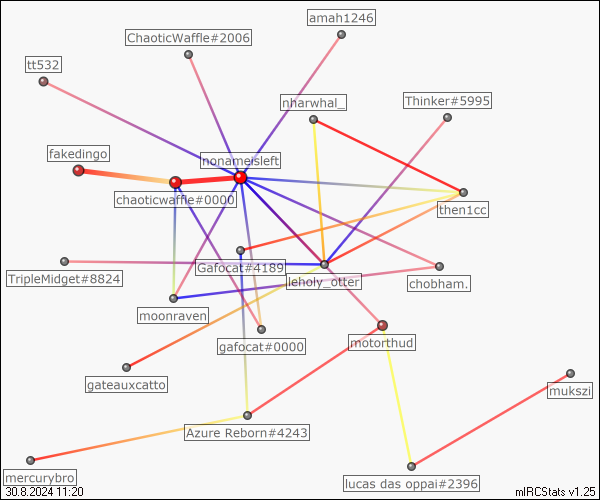 amah1246
ChaoticWaffle#2006
tt532
nharwhal_
Thinker#5995
fakedingo
nonameisleft
chaoticwaffle#0000
then1cc
Gafocat#4189
TripleMidget#8824
leholy_otter
chobham.
moonraven
gafocat#0000
motorthud
gateauxcatto
mukszi
Azure Reborn#4243
mercurybro
lucas das oppai#2396
30.8.2024 11:20
mIRCStats v1.25